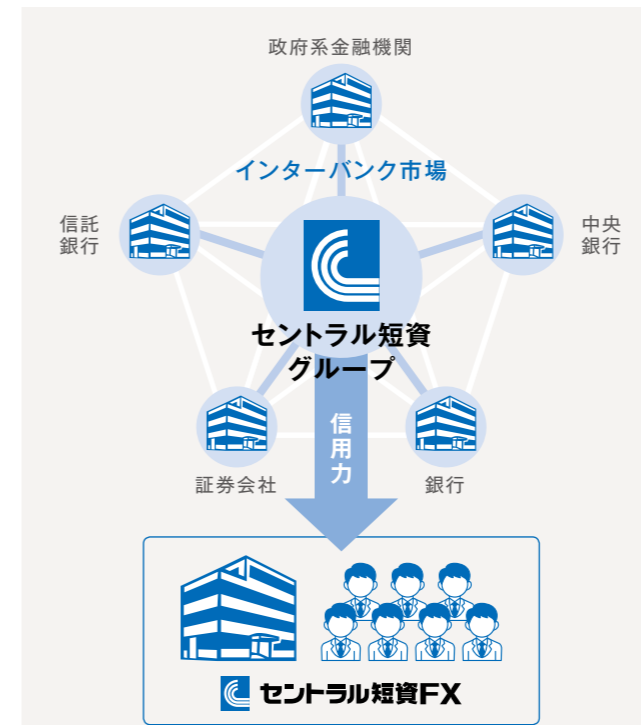 政府系金融機関
インターバンク市場
信託
銀行
中央
銀行
セントラル短資
グループ
信用力
証券会社
銀行
セントラル短資FX